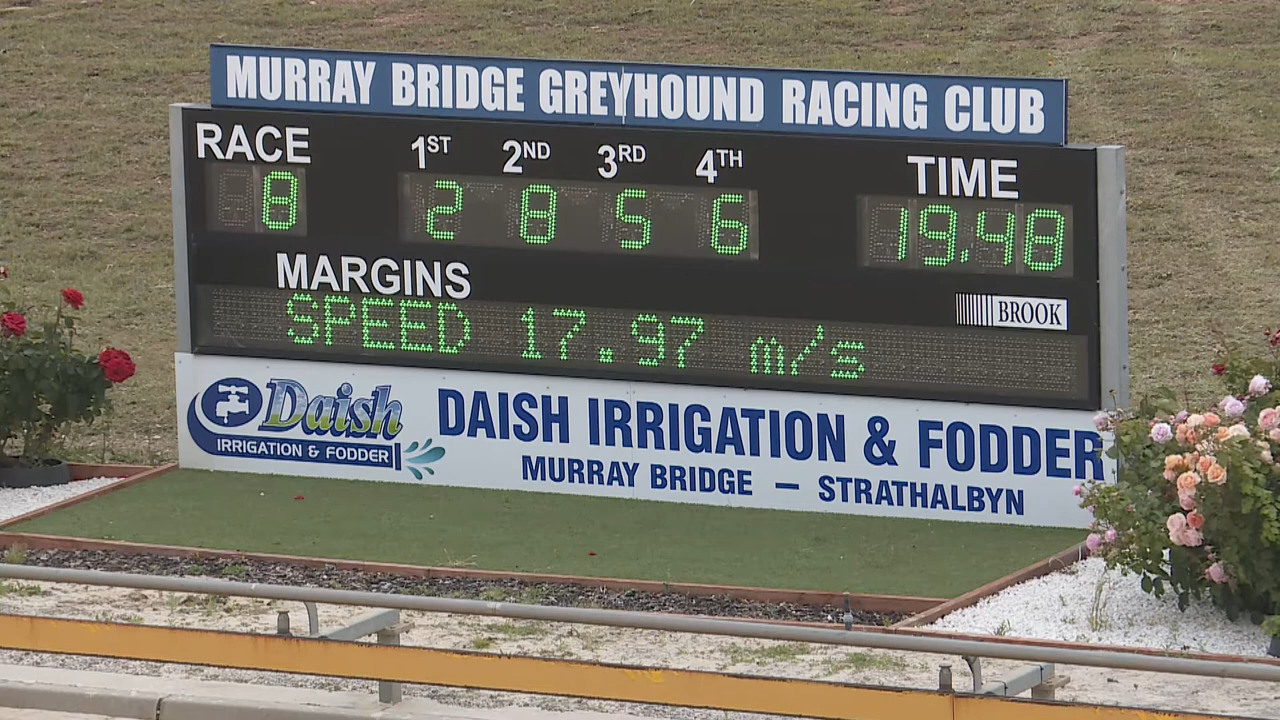 MURRAY BRIDGE GREYHOUND RACING CLUB
RACE 1ST 2ND 3RD 4TH TIME
8 2 8 5 6 19.48
MARGINS
SPEED 17.97 m/s
BROOK
Daish
IRRIGATION & FODDER
DAISH IRRIGATION & FODDER
MURRAY BRIDGE – STRATHALBYN